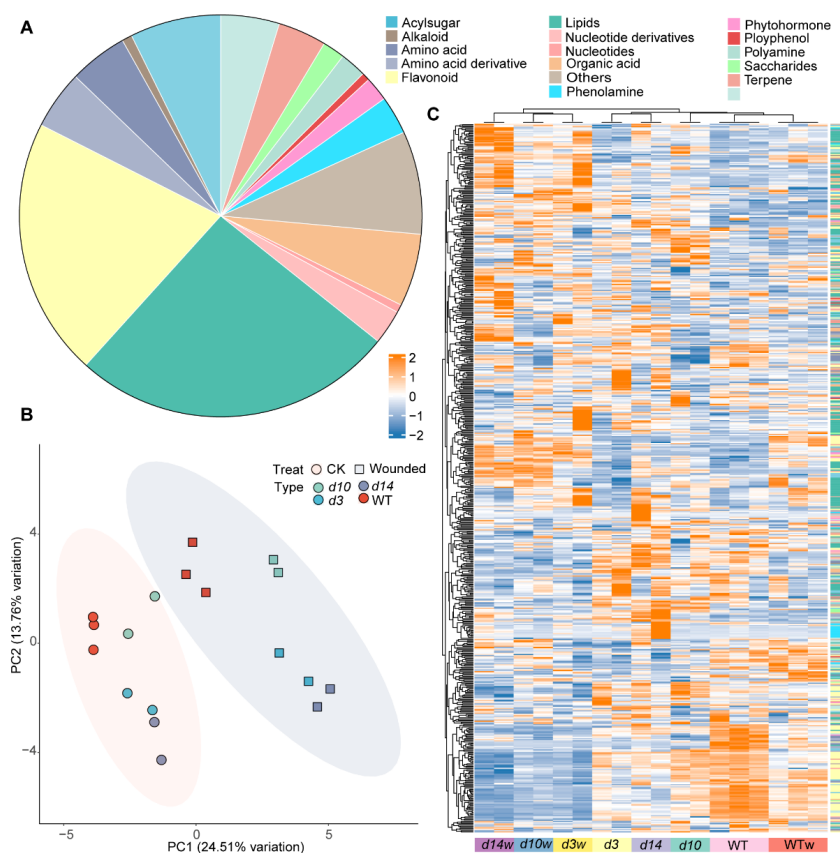 A
Acylsugar
Alkaloid
Amino acid
Amino acid derivative
Flavonoid
Lipids
Nucleotide derivatives
Nucleotides
Organic acid
Others
Phenolamine
Phytohormone
Ployphenol
Polyamine
Saccharides
Terpene
C
2
1
0
−1
−2
B
Treat CK Wounded
Type d10 d14
d3 WT
PC2 (13.76% variation)
4
0
−4
−5 0 5
PC1 (24.51% variation)
d14w d10w d3w d3 d14 d10 WT WTw